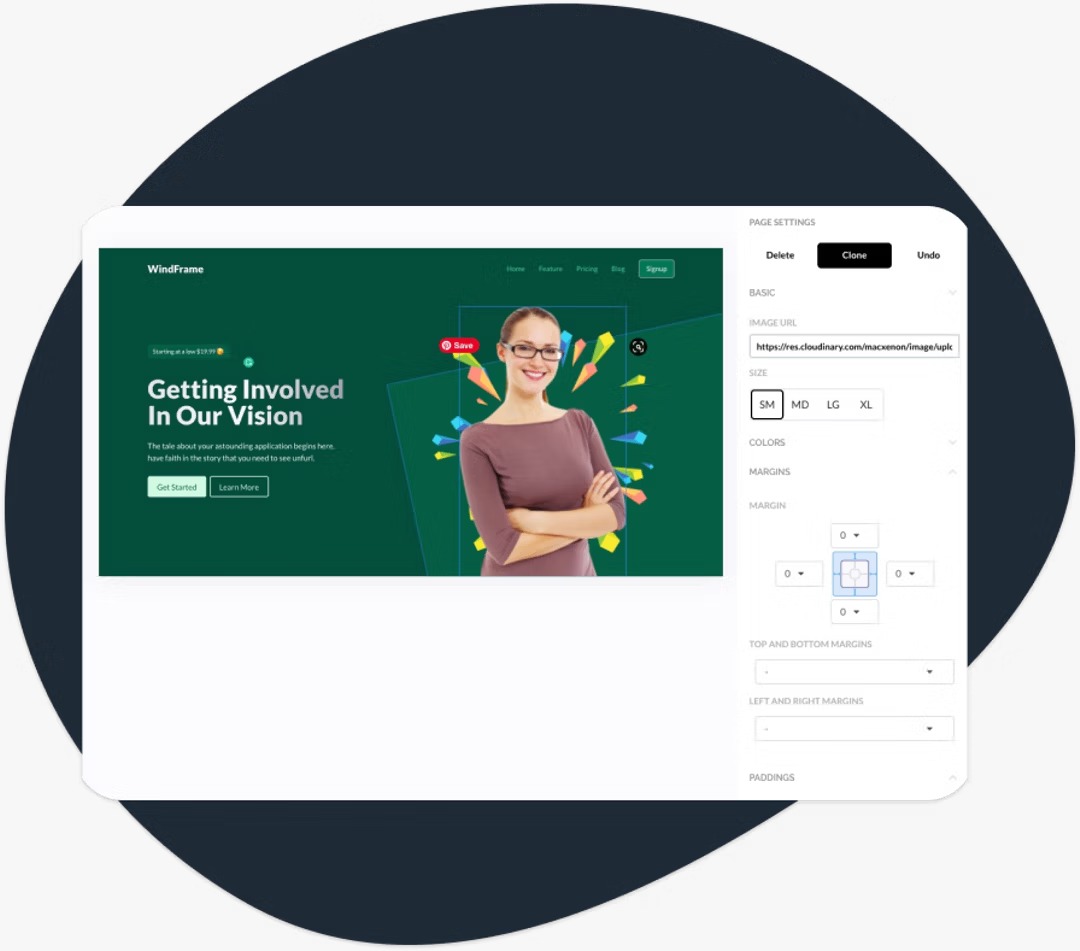 WindFrame
Home Feature Pricing Blog Signup
Save
Starting at a low $19.99
Getting Involved
In Our Vision
The tale about your astounding application begins here.
have faith in the story that you need to see unfurl.
Get Started Learn More
PAGE SETTINGS
Delete Clone Undo
BASIC
IMAGE URL
https://res.cloudinary.com/macxenon/image/uplc
SIZE
SM MD LG XL
COLORS
MARGINS
MARGIN
0
0 0
0
TOP AND BOTTOM MARGINS
-
LEFT AND RIGHT MARGINS
-
PADDINGS